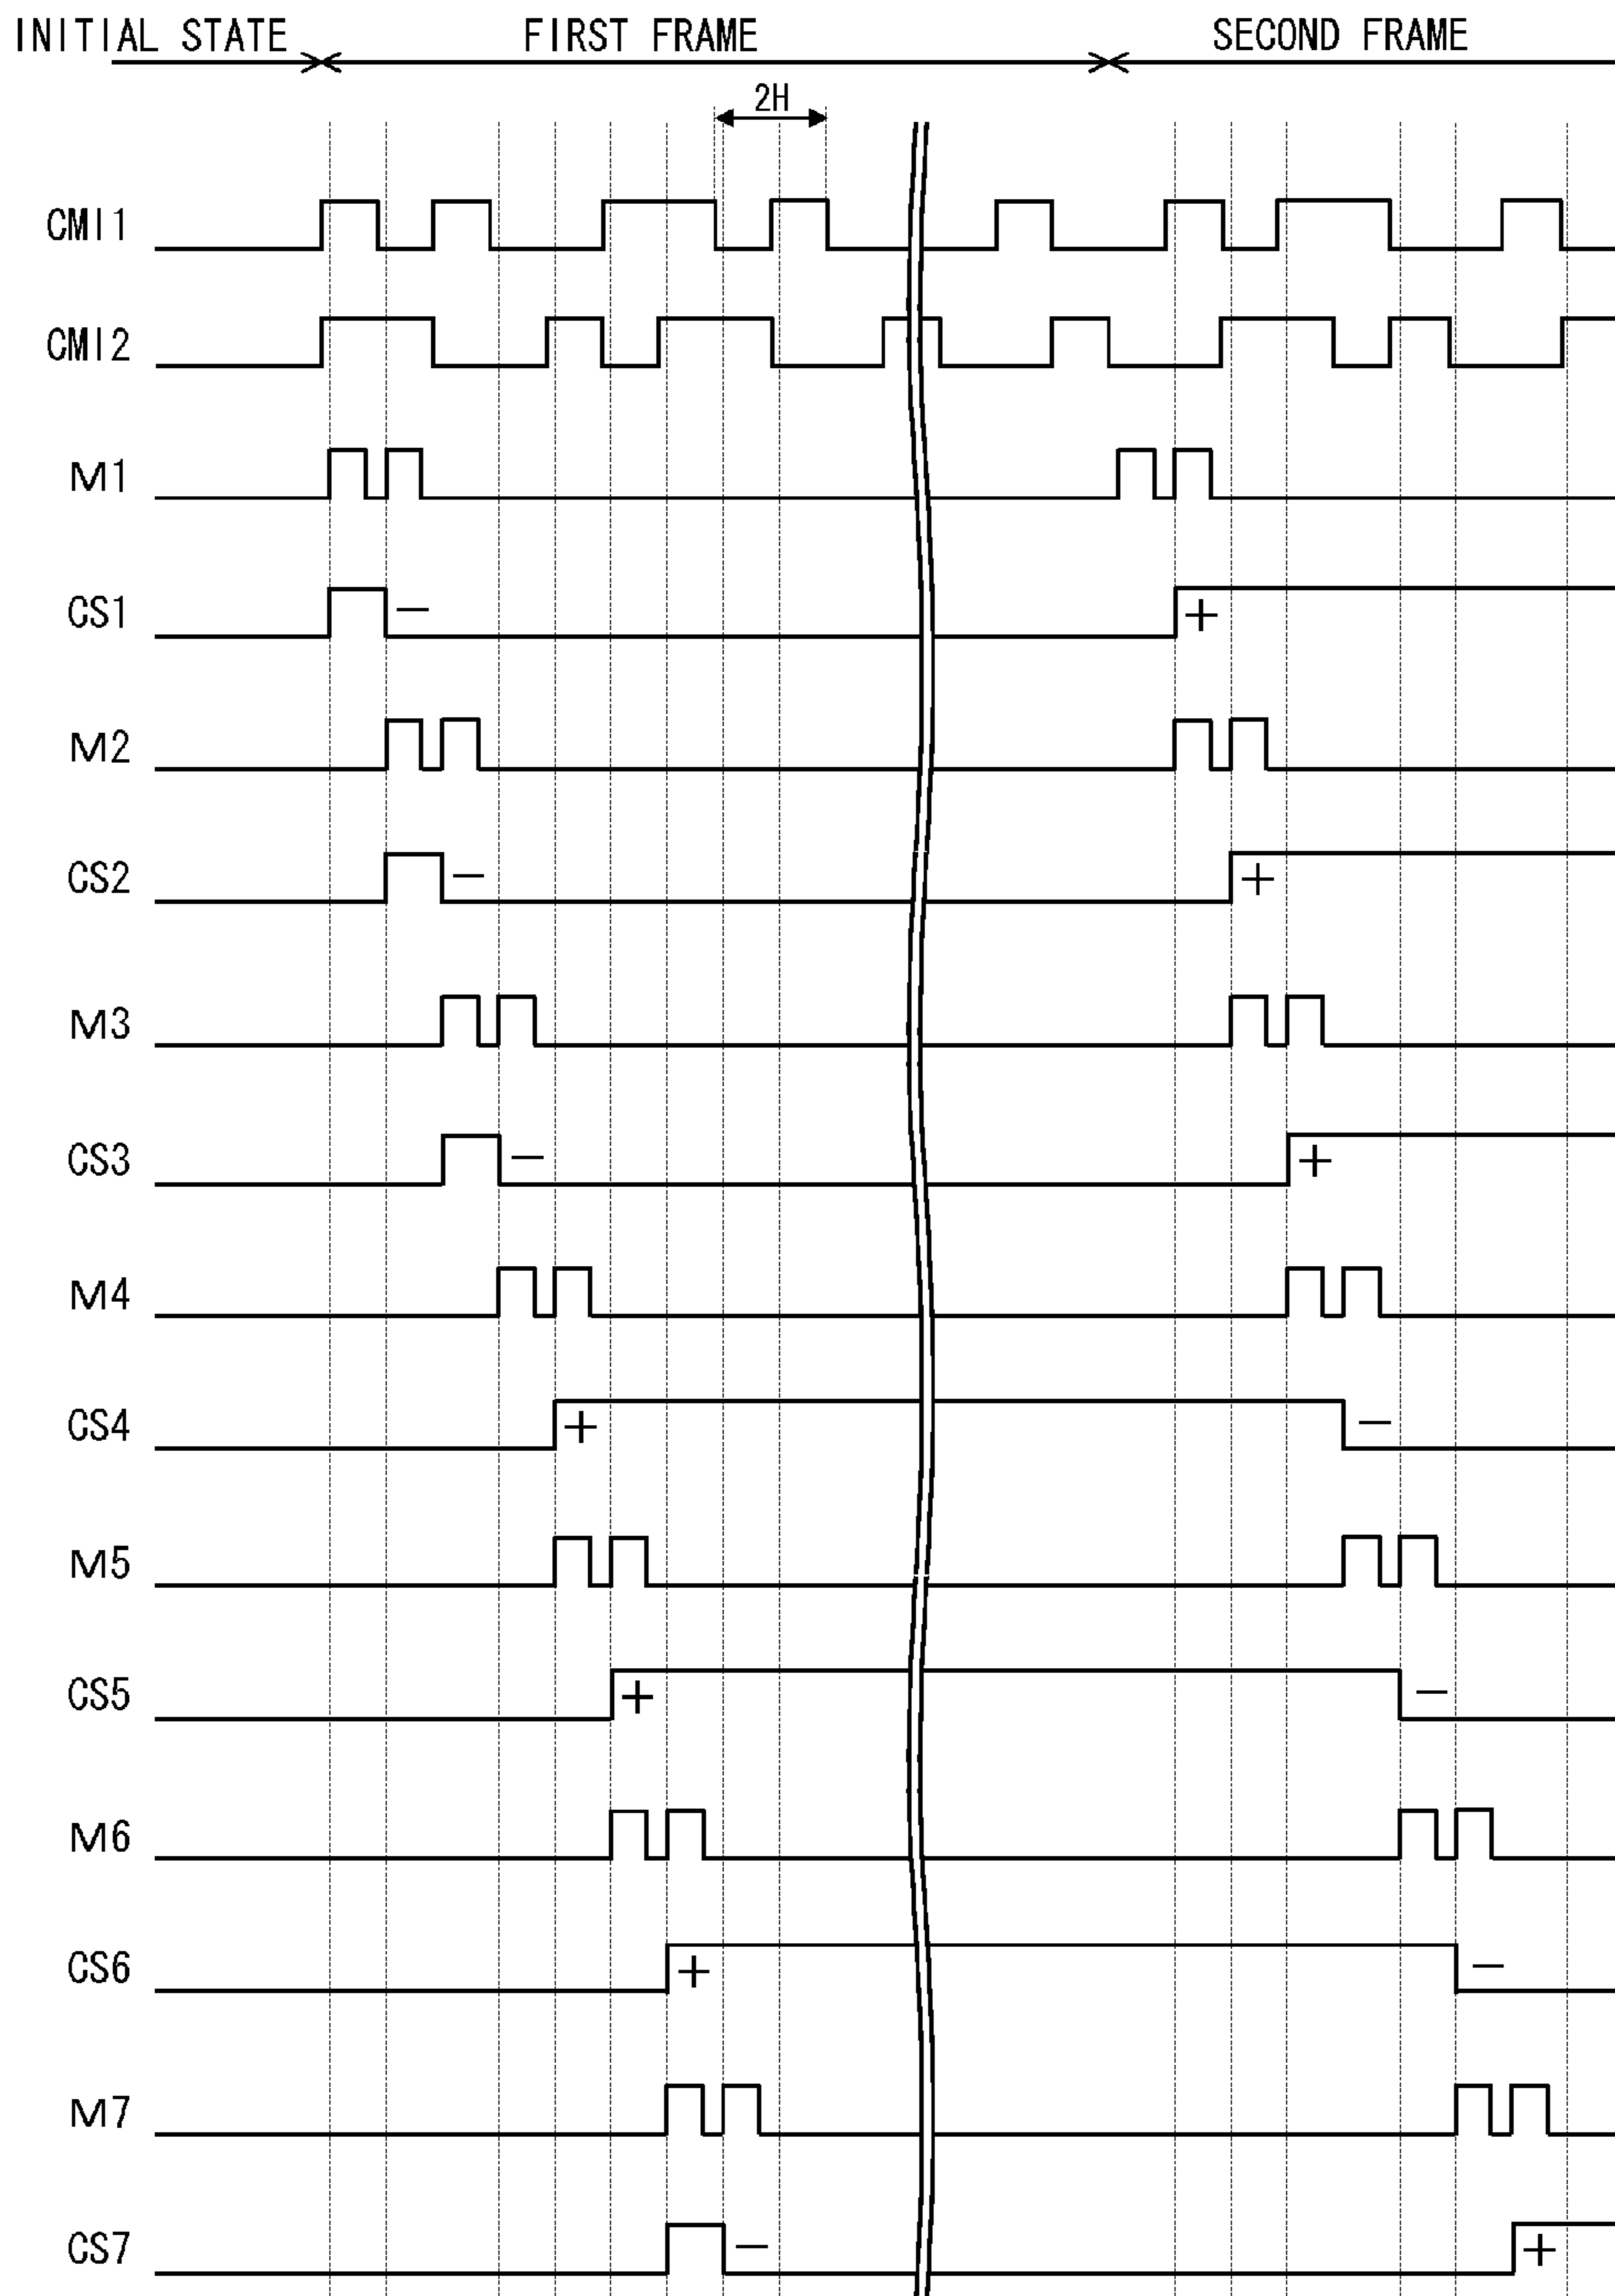 INITIAL STATE FIRST FRAME SECOND FRAME
2H
CMI1
CMI2
M1
CS1 − +
M2
CS2 − +
M3
CS3 − +
M4
CS4 + −
M5
CS5 + −
M6
CS6 + −
M7
CS7 − +